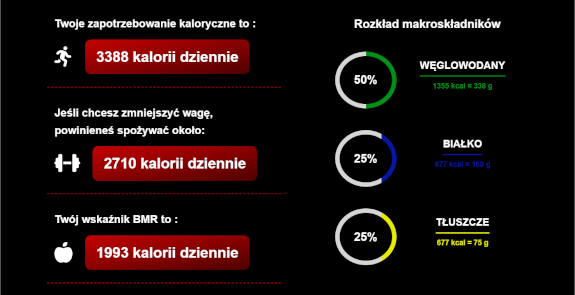 Twoje zapotrzebowanie kaloryczne to :
3388 kalorii dziennie
Jeśli chcesz zmniejszyć wagę,
powinieneś spożywać około:
2710 kalorii dziennie
Twój wskaźnik BMR to :
1993 kalorii dziennie
Rozkład makroskładników
50%
WĘGLOWODANY
1355 kcal = 338 g
25%
BIAŁKO
677 kcal = 169 g
25%
TŁUSZCZE
677 kcal = 75 g